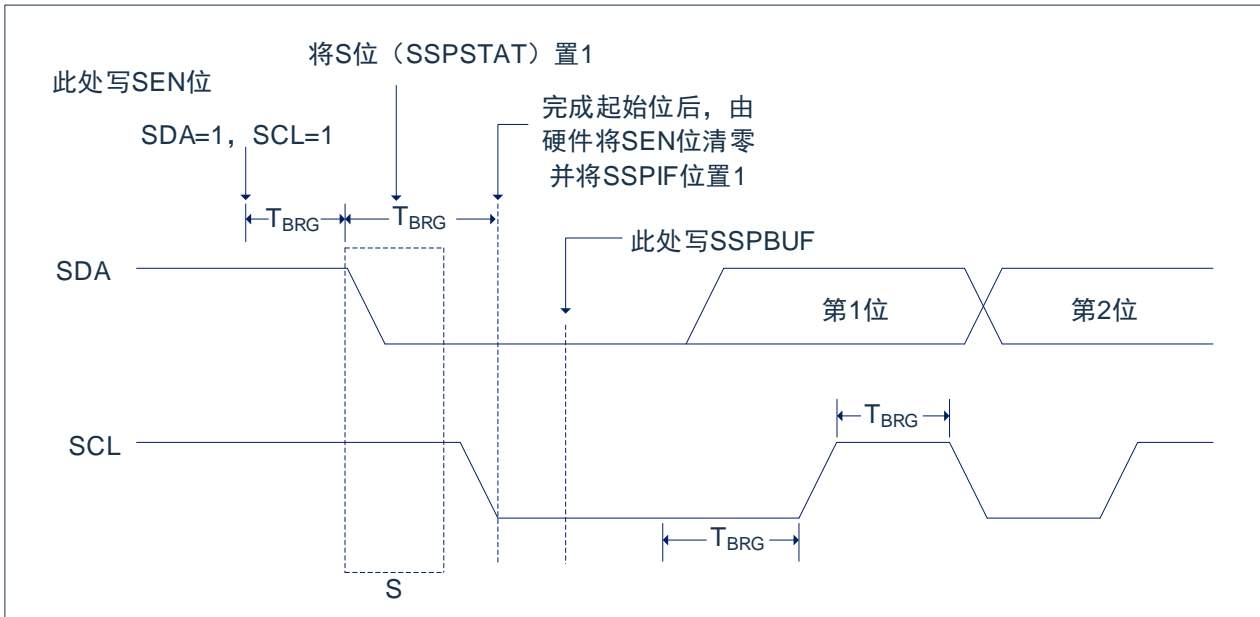 将S位（SSPSTAT）置1
此处写SEN位
SDA=1，SCL=1
完成起始位后，由
硬件将SEN位清零
并将SSPIF位置1
TBRG
TBRG
此处写SSPBUF
SDA
第1位
第2位
TBRG
SCL
TBRG
S